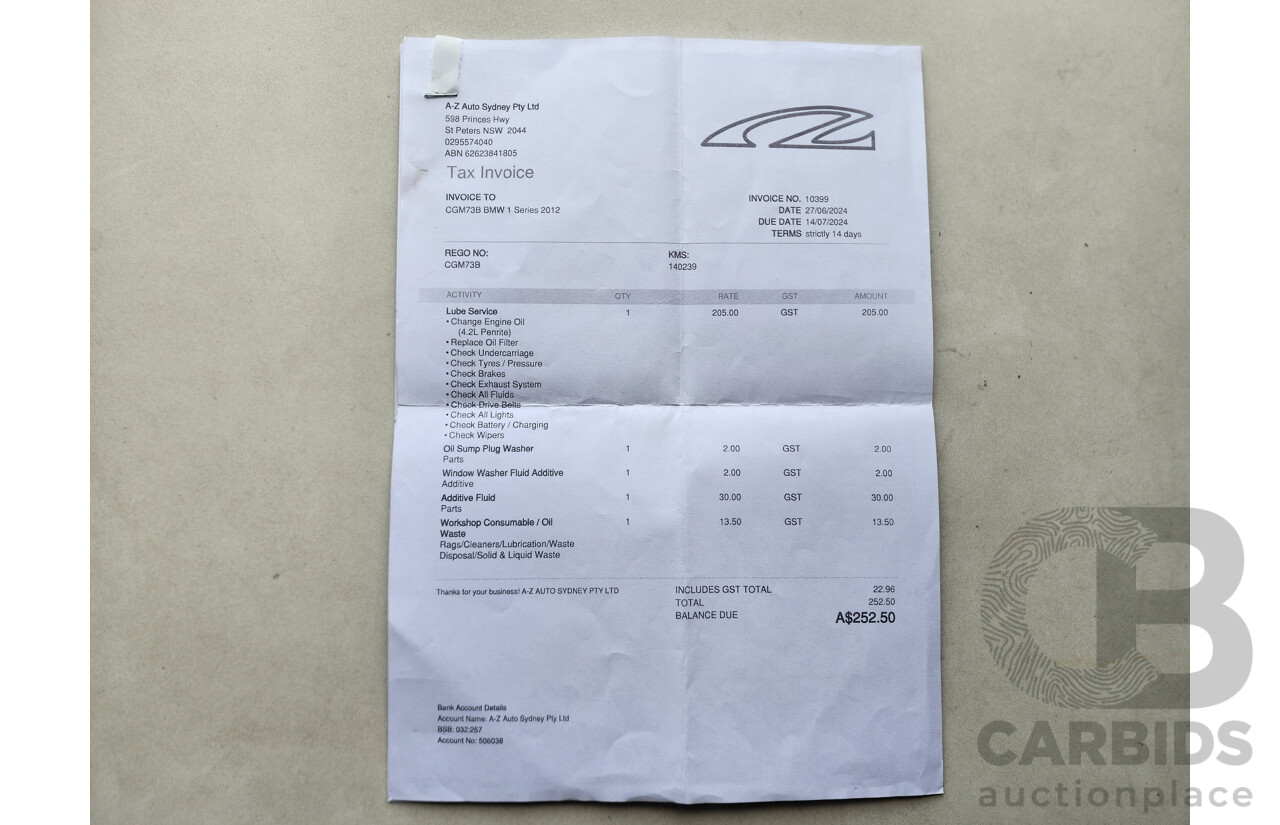 A-Z Auto Sydney Pty Ltd
598 Princes Hwy
St Peters NSW 2044
0295574040
ABN 62623841805
Tax Invoice
INVOICE TO
CGM73B BMW 1 Series 2012
INVOICE NO. 10399
DATE 27/06/2024
DUE DATE 14/07/2024
TERMS strictly 14 days
REGO NO: KMS:
CGM73B 140239
ACTIVITY QTY RATE GST AMOUNT
Lube Service 1 205.00 GST 205.00
• Change Engine Oil
(4.2L Penrite)
• Replace Oil Filter
• Check Undercarriage
• Check Tyres / Pressure
• Check Brakes
• Check Exhaust System
• Check All Fluids
• Check Drive Belts
• Check All Lights
• Check Battery / Charging
• Check Wipers
Oil Sump Plug Washer 1 2.00 GST 2.00
Parts
Window Washer Fluid Additive 1 2.00 GST 2.00
Additive
Additive Fluid 1 30.00 GST 30.00
Parts
Workshop Consumable / Oil 1 13.50 GST 13.50
Waste
Rags/Cleaners/Lubrication/Waste
Disposal/Solid & Liquid Waste
Thanks for your business! A-Z AUTO SYDNEY PTY LTD
INCLUDES GST TOTAL 22.96
TOTAL 252.50
BALANCE DUE A$252.50
Bank Account Details
Account Name: A-Z Auto Sydney Pty Ltd
BSB: 032:257
Account No: 506038
CB
CARBIDS
auctionplace